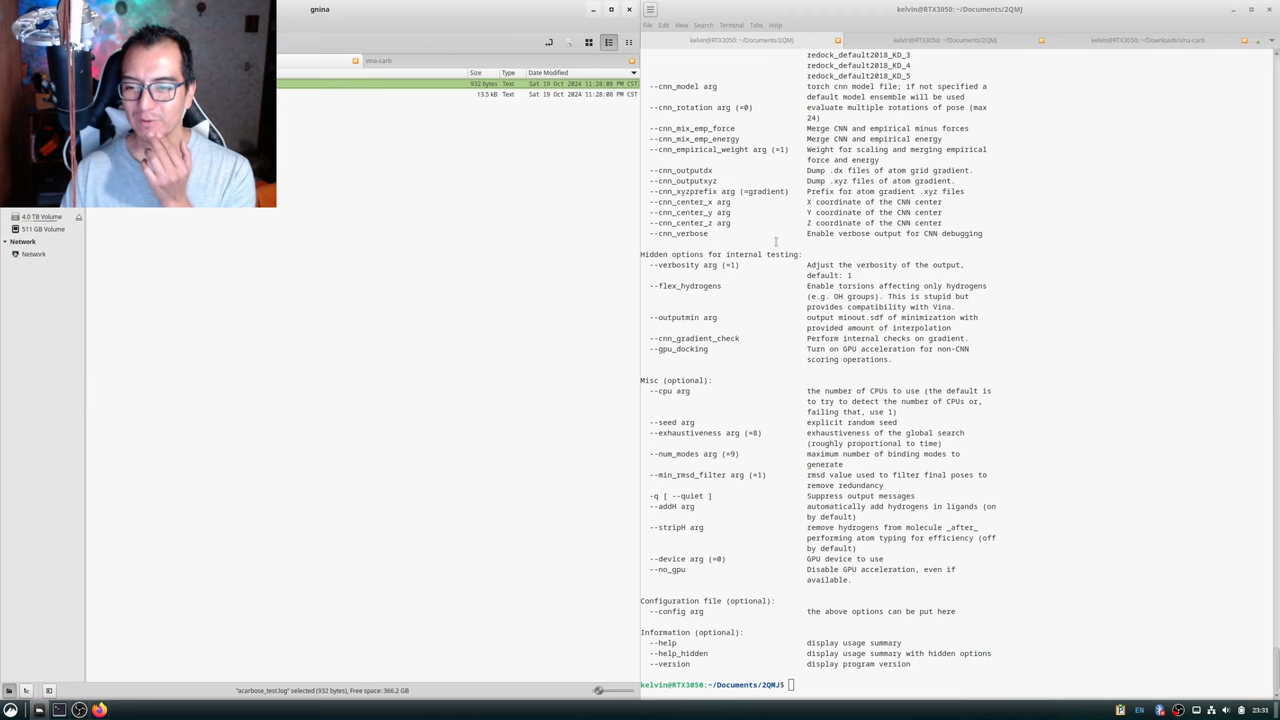 gnina
kelvin@RTX3050: ~/Documents/2QMJ
File Edit View Search Terminal Tabs Help
kelvin@RTX3050: ~/Documents/2QMJ
kelvin@RTX3050: ~/Documents/2QMJ
kelvin@RTX3050: ~/Downloads/vina-carb
vina-carb
Size Type Date Modified
932 bytes Text Sat 19 Oct 2024 11:28:08 PM CST
13.5 kB Text Sat 19 Oct 2024 11:28:08 PM CST
4.0 TB Volume
511 GB Volume
Network
Network
"acarbose_test.log" selected (932 bytes), Free space: 366.2 GB
redock_default2018_KD_3
redock_default2018_KD_4
redock_default2018_KD_5
--cnn_model arg torch cnn model file; if not specified a
default model ensemble will be used
--cnn_rotation arg (=0) evaluate multiple rotations of pose (max
24)
--cnn_mix_emp_force Merge CNN and empirical minus forces
--cnn_mix_emp_energy Merge CNN and empirical energy
--cnn_empirical_weight arg (=1) Weight for scaling and merging empirical
force and energy
--cnn_outputdx Dump .dx files of atom grid gradient.
--cnn_outputxyz Dump .xyz files of atom gradient.
--cnn_xyzprefix arg (=gradient) Prefix for atom gradient .xyz files
--cnn_center_x arg X coordinate of the CNN center
--cnn_center_y arg Y coordinate of the CNN center
--cnn_center_z arg Z coordinate of the CNN center
--cnn_verbose Enable verbose output for CNN debugging
Hidden options for internal testing:
--verbosity arg (=1) Adjust the verbosity of the output,
default: 1
--flex_hydrogens Enable torsions affecting only hydrogens
(e.g. OH groups). This is stupid but
provides compatibility with Vina.
--outputmin arg output minout.sdf of minimization with
provided amount of interpolation
--cnn_gradient_check Perform internal checks on gradient.
--gpu_docking Turn on GPU acceleration for non-CNN
scoring operations.
Misc (optional):
--cpu arg the number of CPUs to use (the default is
to try to detect the number of CPUs or,
failing that, use 1)
--seed arg explicit random seed
--exhaustiveness arg (=8) exhaustiveness of the global search
(roughly proportional to time)
--num_modes arg (=9) maximum number of binding modes to
generate
--min_rmsd_filter arg (=1) rmsd value used to filter final poses to
remove redundancy
-q [ --quiet ] Suppress output messages
--addH arg automatically add hydrogens in ligands (on
by default)
--stripH arg remove hydrogens from molecule _after_
performing atom typing for efficiency (off
by default)
--device arg (=0) GPU device to use
--no_gpu Disable GPU acceleration, even if
available.
Configuration file (optional):
--config arg the above options can be put here
Information (optional):
--help display usage summary
--help_hidden display usage summary with hidden options
--version display program version
kelvin@RTX3050:~/Documents/2QMJ$
EN 23:31